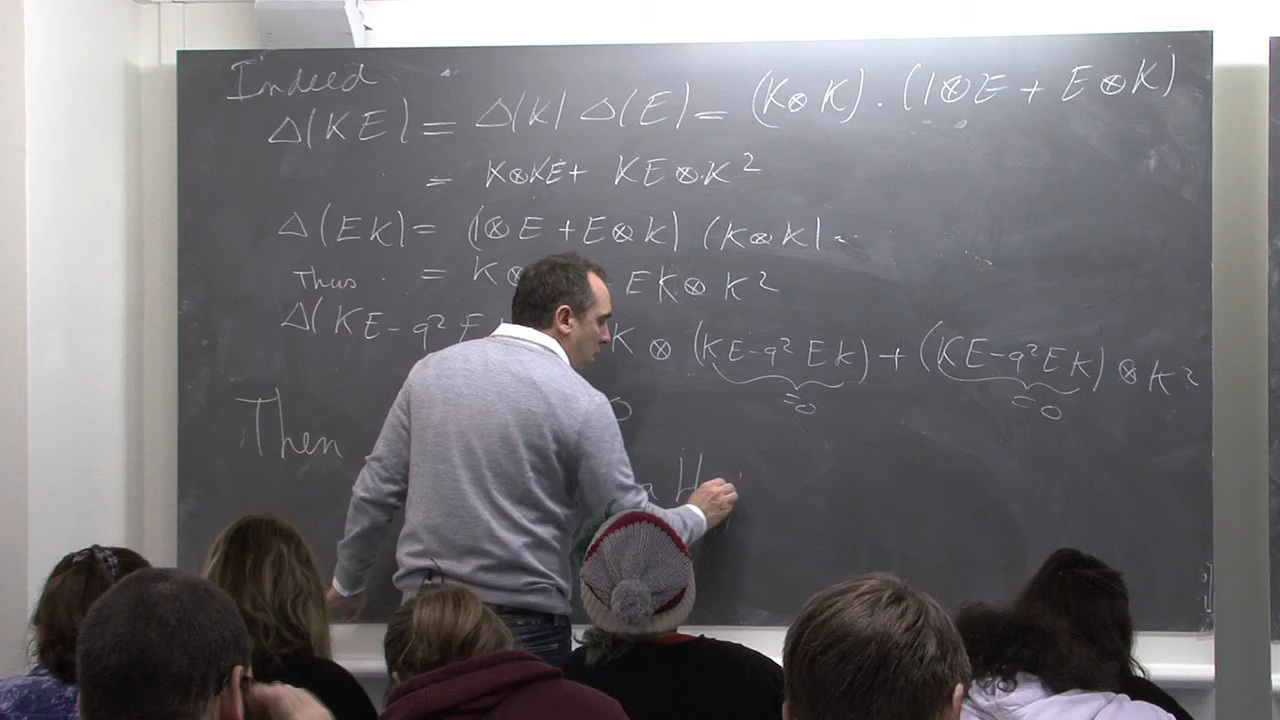 Indeed
Δ(KE) = Δ(K) Δ(E) = (K⊗K) · (1⊗E + E⊗K)
= K⊗KE + KE⊗K²
Δ(EK) = (1⊗E + E⊗K) (K⊗K) =
Thus = K⊗ EK⊗K²
Δ(KE-q²E K ⊗ (KE-q²EK) + (KE-q²EK) ⊗ K²
=0 =0
Then
a H